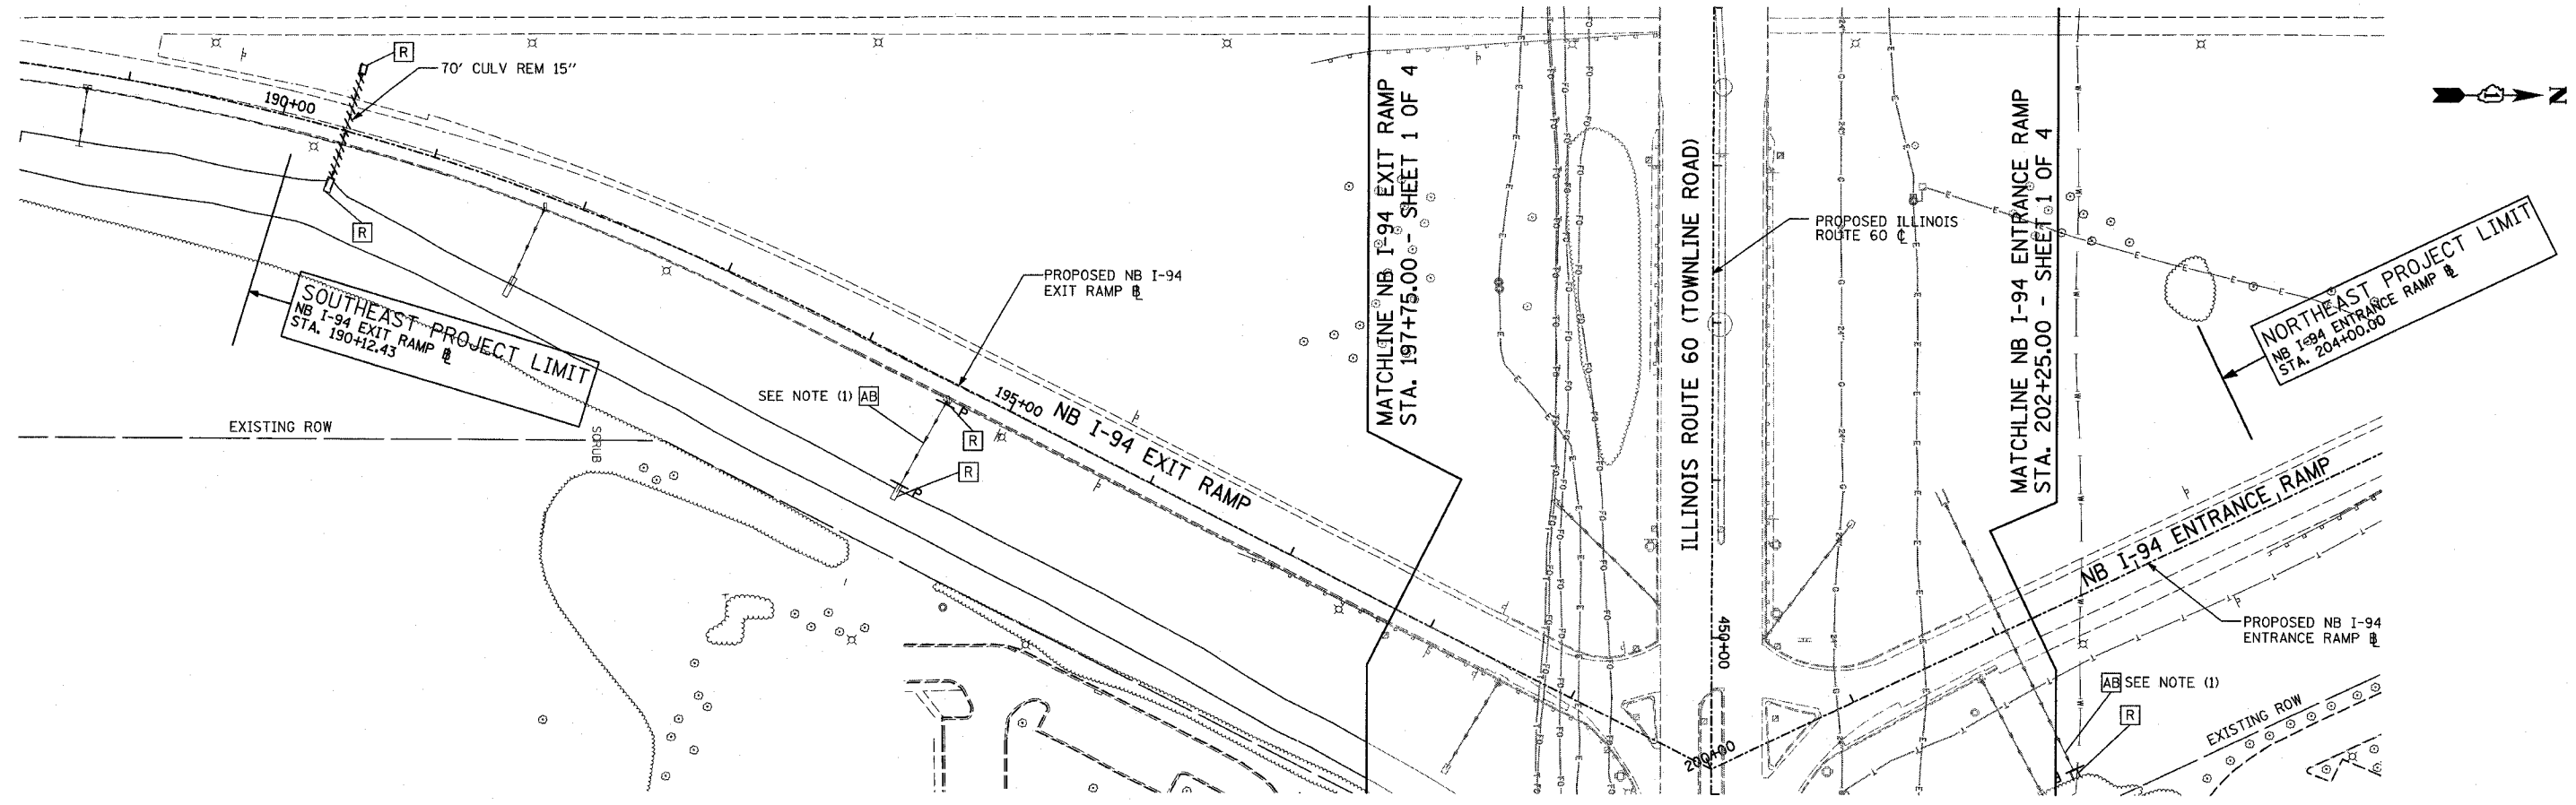 R
70' CULV REM 15"
190+00
R
SOUTHEAST PROJECT LIMIT
NB I-94 EXIT RAMP ⅊
STA. 190+12.43
EXISTING ROW
SCRUB
SEE NOTE (1) AB
R
R
PROPOSED NB I-94
EXIT RAMP ⅊
195+00
NB I-94 EXIT RAMP
MATCHLINE NB I-94 EXIT RAMP
STA. 197+75.00 - SHEET 1 OF 4
ILLINOIS ROUTE 60 (TOWNLINE ROAD)
PROPOSED ILLINOIS
ROUTE 60 ℄
450+00
200+00
MATCHLINE NB I-94 ENTRANCE RAMP
STA. 202+25.00 - SHEET 1 OF 4
N
NORTHEAST PROJECT LIMIT
NB I-94 ENTRANCE RAMP ⅊
STA. 204+00.00
NB I-94 ENTRANCE RAMP
PROPOSED NB I-94
ENTRANCE RAMP ⅊
AB SEE NOTE (1)
R
EXISTING ROW